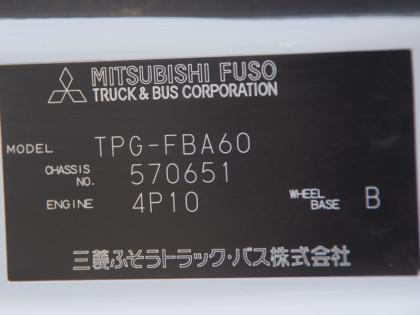 MITSUBISHI FUSO
TRUCK & BUS CORPORATION
MODEL TPG-FBA60
CHASSIS NO. 570651
ENGINE 4P10 WHEEL BASE B
三菱ふそうトラック・バス株式会社